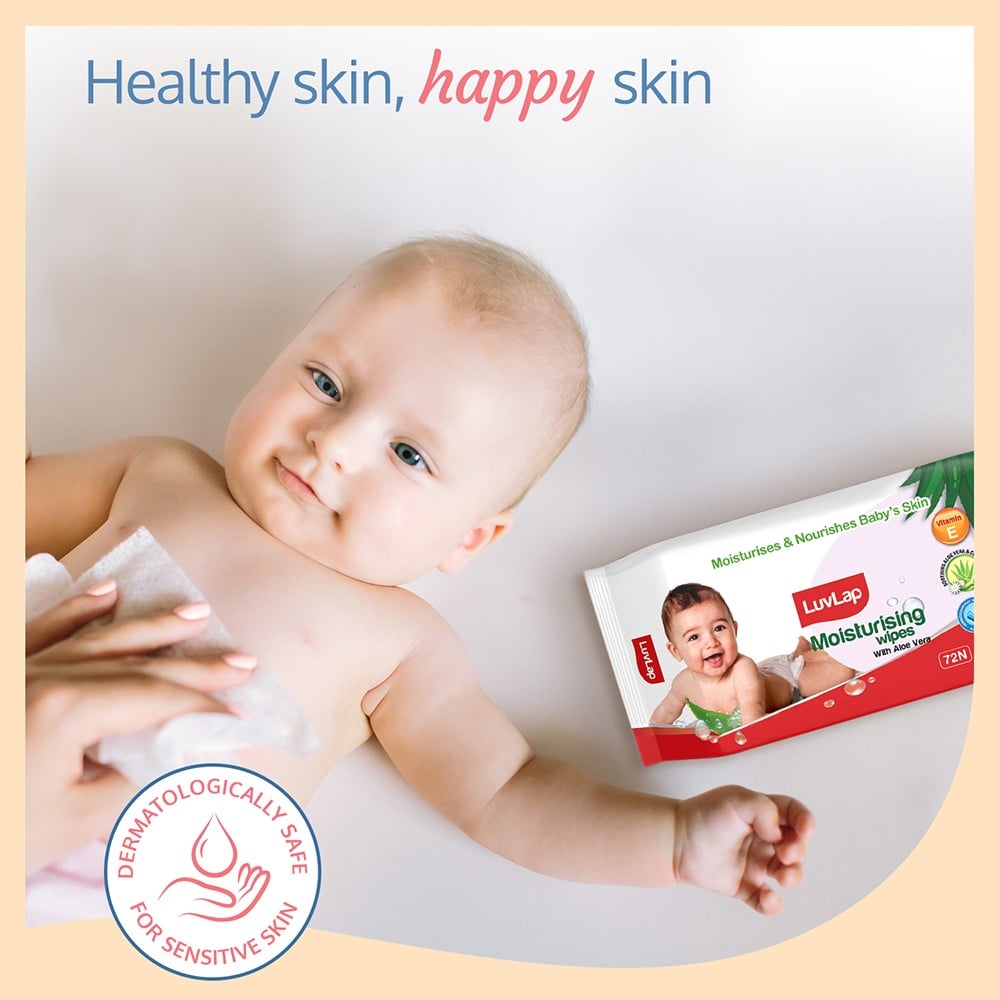 Healthy skin, happy skin
Moisturises & Nourishes Baby's Skin
Vitamin
E
LuvLap
LuvLap
Moisturising
wipes
With Aloe Vera
72N
DERMATOLOGICALLY SAFE
FOR SENSITIVE SKIN